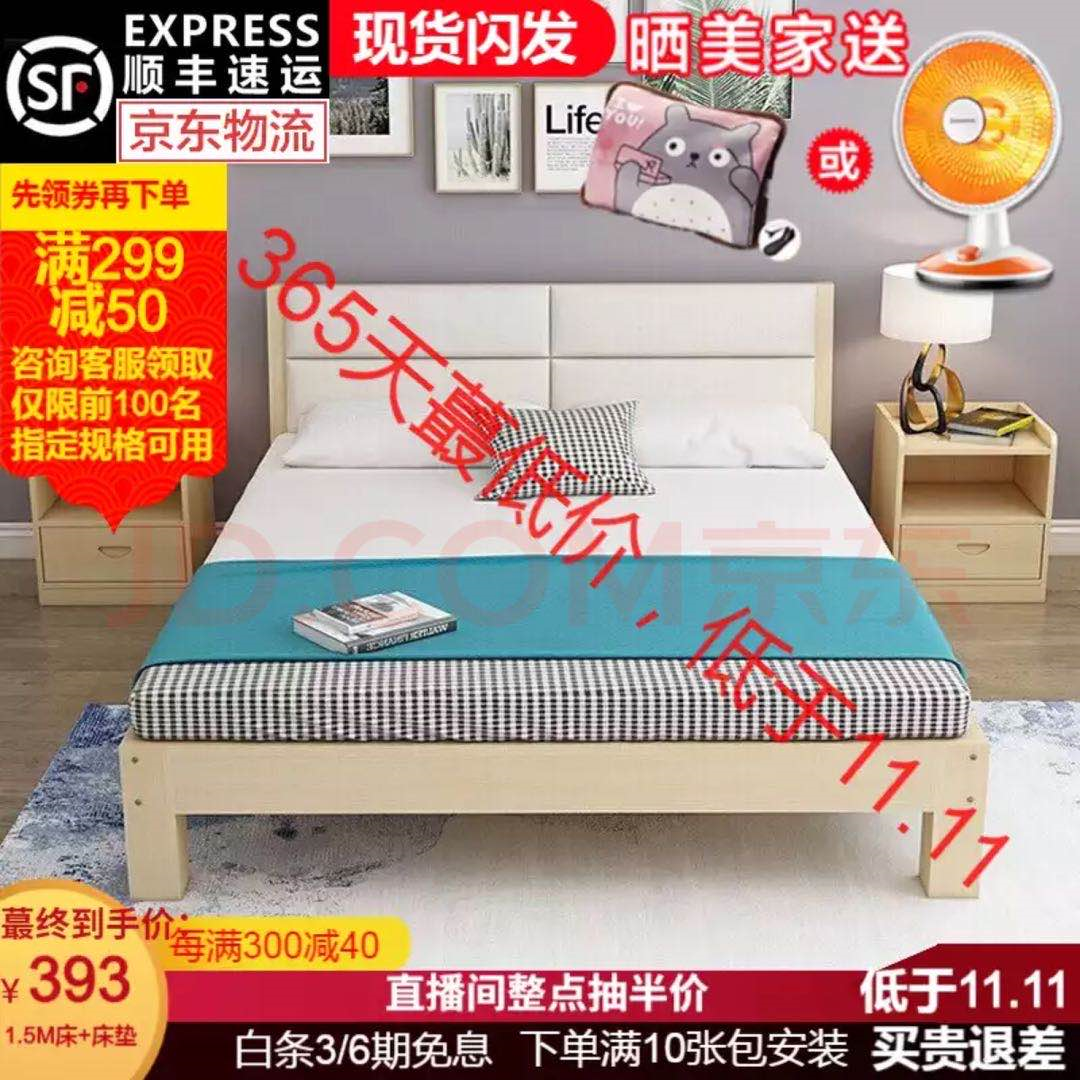 EXPRESS
顺丰速运
SF
京东物流
现货闪发
晒美家送
或
Life
YOU!
先领券再下单
满299
减50
咨询客服领取
仅限前100名
指定规格可用
365天蕞低价，低于11.11
JD.COM京东
蕞终到手价：
¥393
1.5M床+床垫
每满300减40
直播间整点抽半价
低于11.11
白条3/6期免息 下单满10张包安装
买贵退差